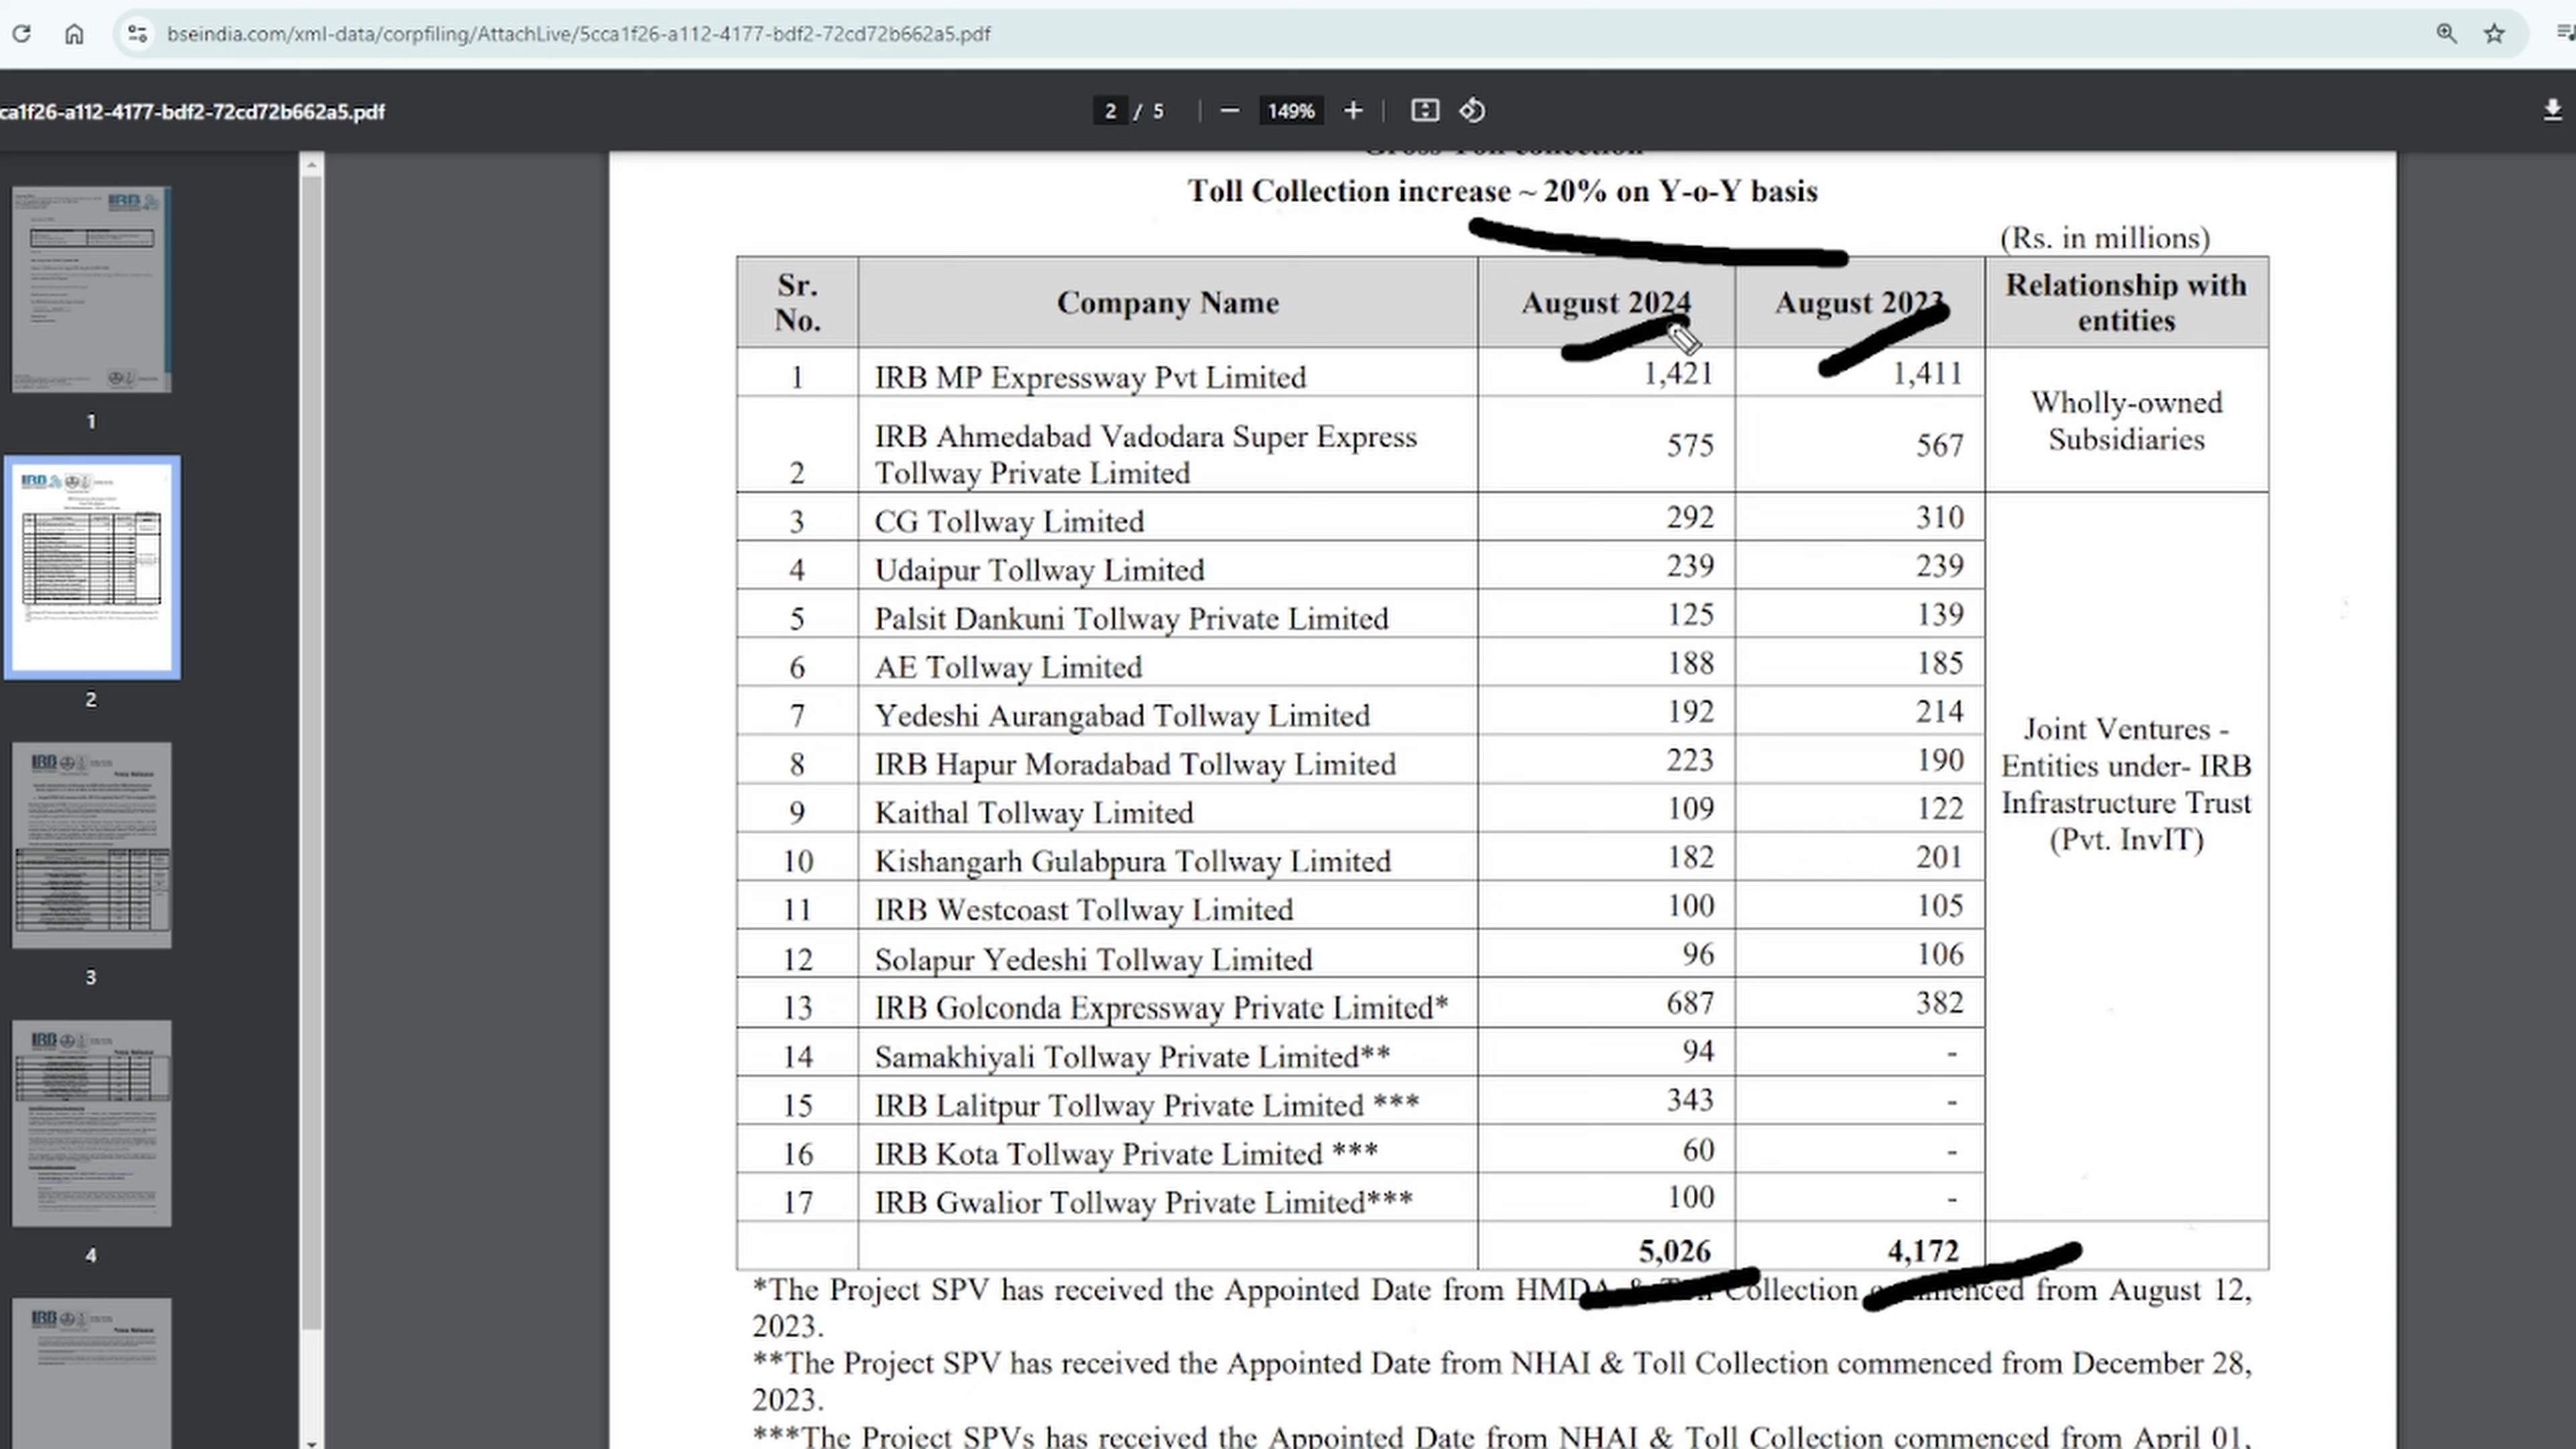 bseindia.com/xml-data/corpfiling/AttachLive/5cca1f26-a112-4177-bdf2-72cd72b662a5.pdf
ca1f26-a112-4177-bdf2-72cd72b662a5.pdf
2 / 5
149%
Gross Toll collection
Toll Collection increase ~ 20% on Y-o-Y basis
(Rs. in millions)
Sr. No. Company Name August 2024 August 2023 Relationship with entities
1 IRB MP Expressway Pvt Limited 1,421 1,411
Wholly-owned Subsidiaries
2 IRB Ahmedabad Vadodara Super Express Tollway Private Limited 575 567
3 CG Tollway Limited 292 310
4 Udaipur Tollway Limited 239 239
5 Palsit Dankuni Tollway Private Limited 125 139
6 AE Tollway Limited 188 185
7 Yedeshi Aurangabad Tollway Limited 192 214
8 IRB Hapur Moradabad Tollway Limited 223 190
9 Kaithal Tollway Limited 109 122
10 Kishangarh Gulabpura Tollway Limited 182 201
11 IRB Westcoast Tollway Limited 100 105
12 Solapur Yedeshi Tollway Limited 96 106
13 IRB Golconda Expressway Private Limited* 687 382
14 Samakhiyali Tollway Private Limited** 94 -
15 IRB Lalitpur Tollway Private Limited *** 343 -
16 IRB Kota Tollway Private Limited *** 60 -
17 IRB Gwalior Tollway Private Limited*** 100 -
Joint Ventures -
Entities under- IRB
Infrastructure Trust
(Pvt. InvIT)
5,026 4,172
*The Project SPV has received the Appointed Date from HMDA & Toll Collection commenced from August 12,
2023.
**The Project SPV has received the Appointed Date from NHAI & Toll Collection commenced from December 28,
2023.
***The Project SPVs has received the Appointed Date from NHAI & Toll Collection commenced from April 01,
IRB
1
IRB
2
IRB
3
IRB
4
IRB